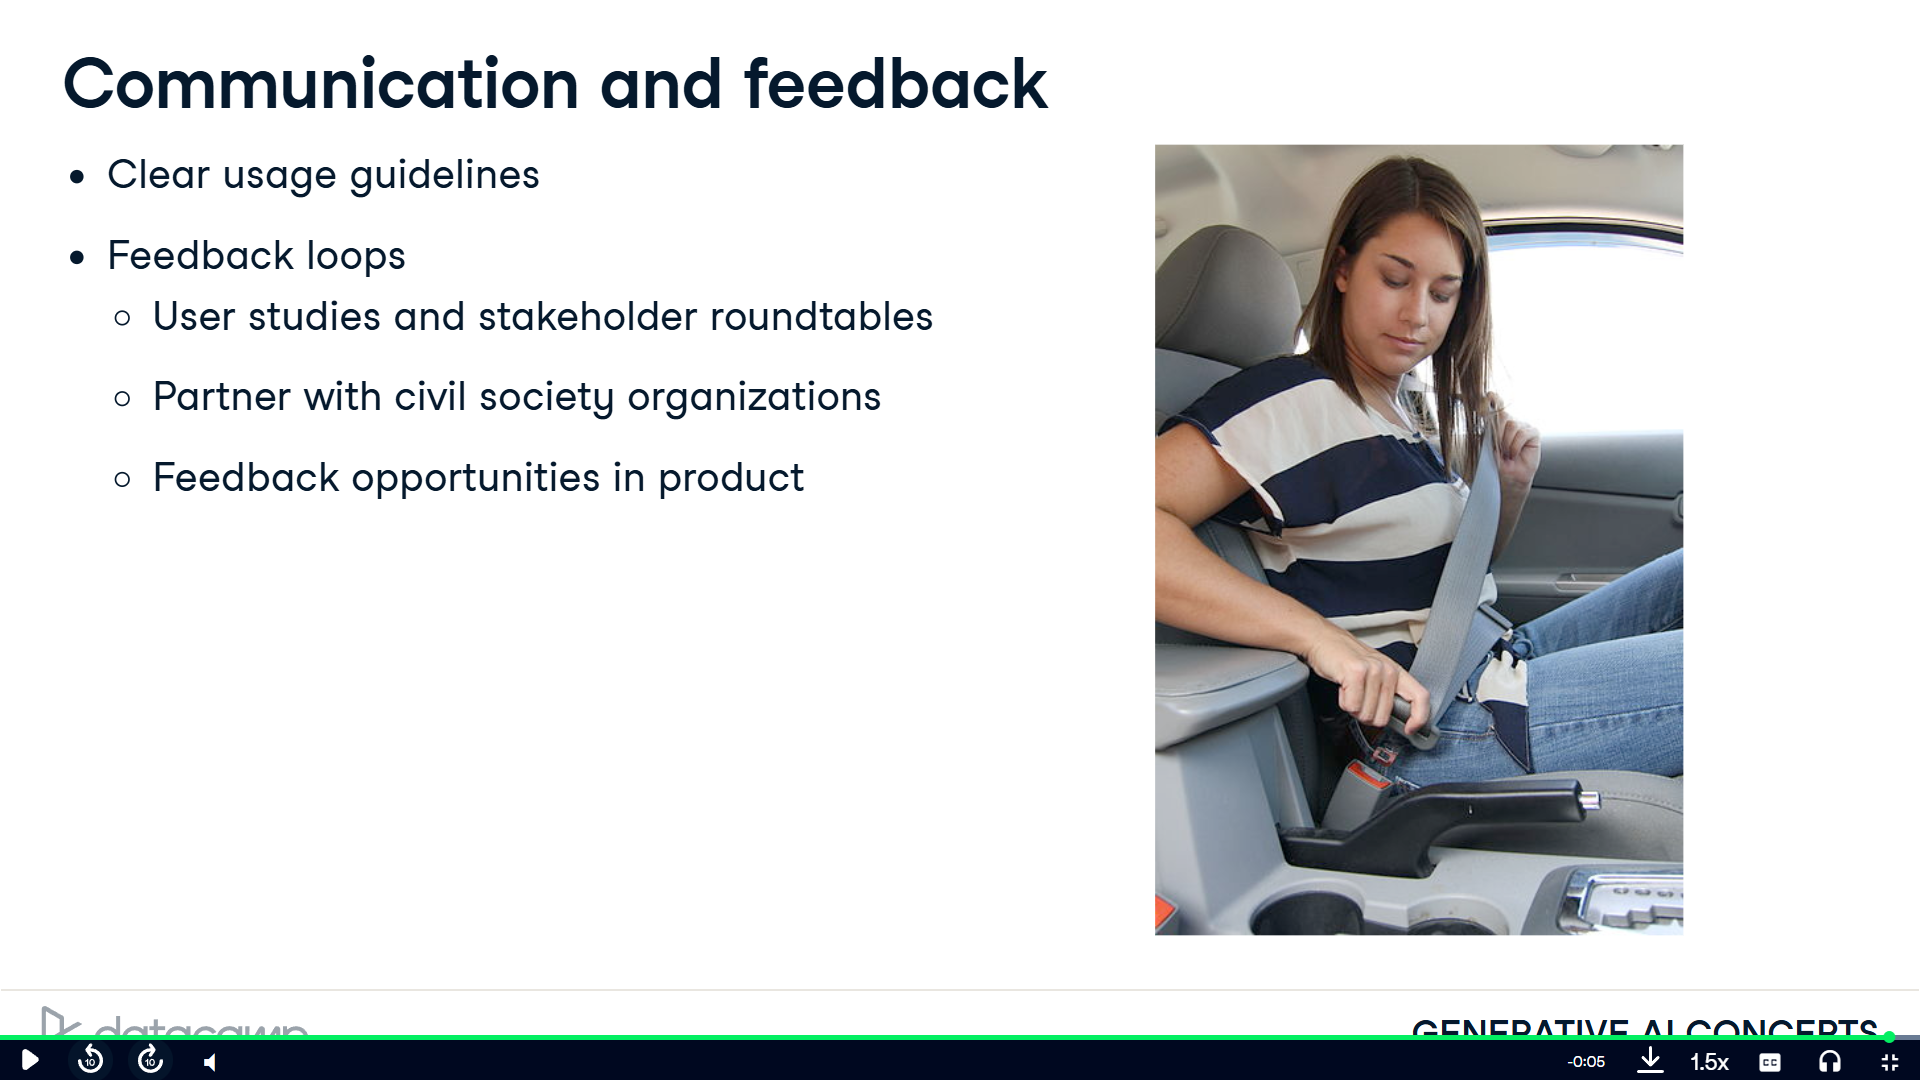 Communication and feedback
• Clear usage guidelines
• Feedback loops
○ User studies and stakeholder roundtables
○ Partner with civil society organizations
○ Feedback opportunities in product
datacamp
GENERATIVE AI CONCEPTS
10
10
-0:05
1.5x
CC